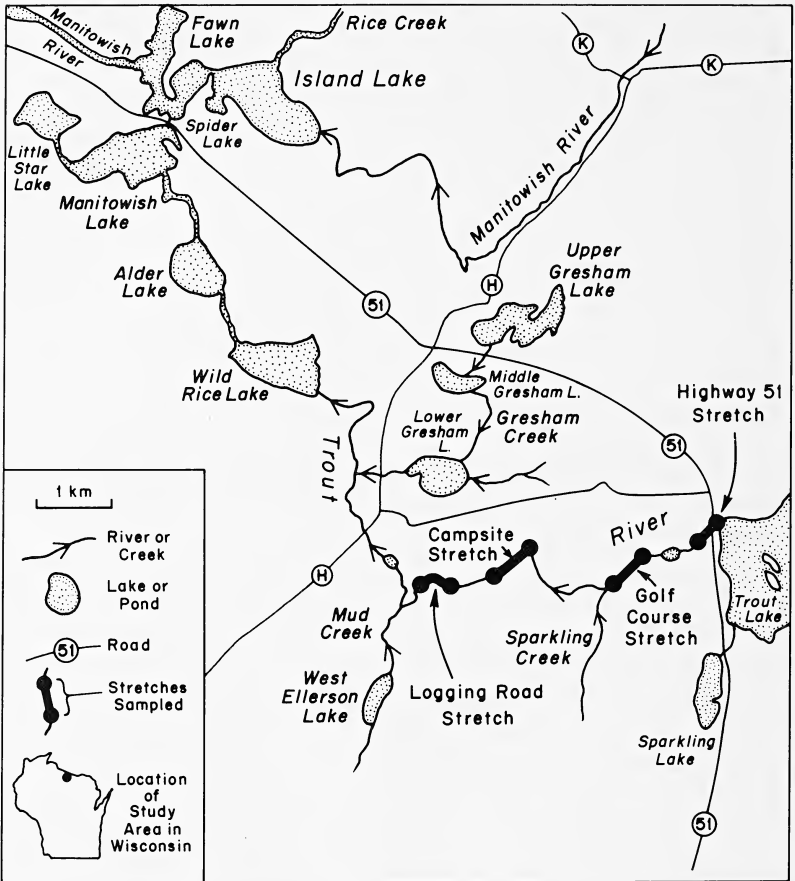 Manitowish
River
Fawn
Lake
Rice Creek
Island Lake
K
K
Spider
Lake
Little
Star
Lake
Manitowish
Lake
Manitowish River
Alder
Lake
51
H
Upper
Gresham
Lake
Wild
Rice Lake
Middle
Gresham L.
Lower
Gresham
L.
Gresham
Creek
Highway 51
Stretch
51
Trout
River
Campsite
Stretch
H
Mud
Creek
Sparkling
Creek
Golf
Course
Stretch
Trout
Lake
West
Ellerson
Lake
Logging Road
Stretch
Sparkling
Lake
51
1 km
River or
Creek
Lake or
Pond
51
Road
Stretches
Sampled
Location
of
Study
Area in
Wisconsin